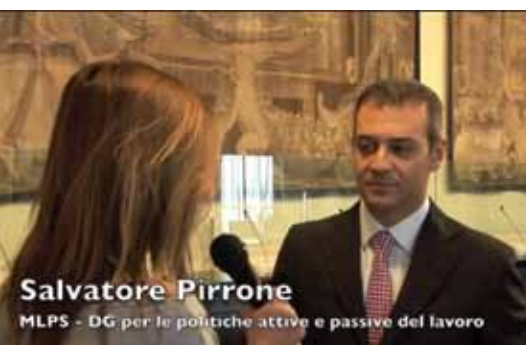 Salvatore Pirrone
MLPS - DG per le politiche attive e passive del lavoro